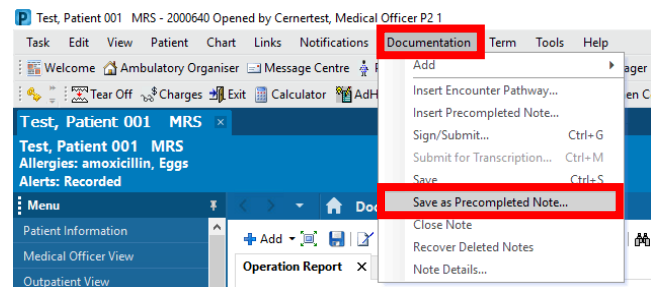 P Test, Patient 001 MRS - 2000640 Opened by Cernertest, Medical Officer P2 1
Task Edit View Patient Chart Links Notifications Documentation Term Tools Help
Welcome Ambulatory Organiser Message Centre
Tear Off Charges Exit Calculator AdH
Test, Patient 001 MRS ×
Test, Patient 001 MRS
Allergies: amoxicillin, Eggs
Alerts: Recorded
Menu
Patient Information
Medical Officer View
Outpatient View
Add
Operation Report ×
Add
Insert Encounter Pathway...
Insert Precompleted Note...
Sign/Submit... Ctrl+G
Submit for Transcription... Ctrl+M
Save Ctrl+S
Save as Precompleted Note...
Close Note
Recover Deleted Notes
Note Details...